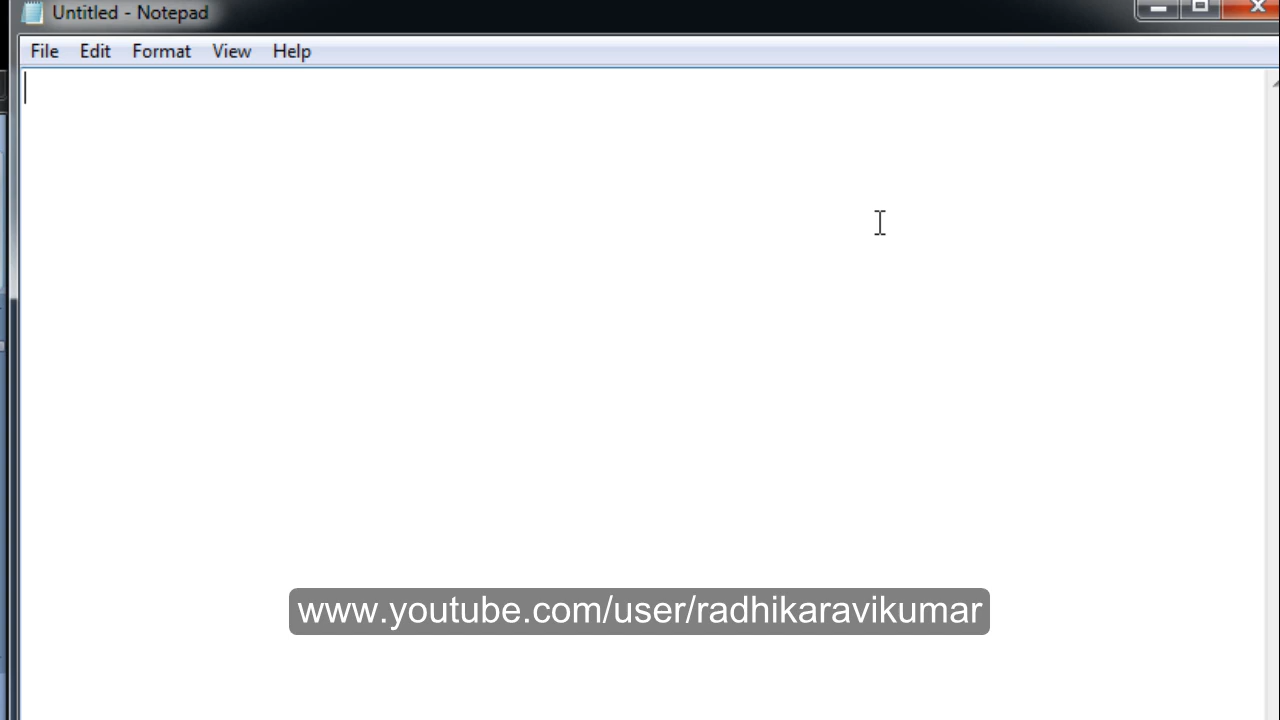 Untitled - Notepad
File Edit Format View Help
www.youtube.com/user/radhikaravikumar